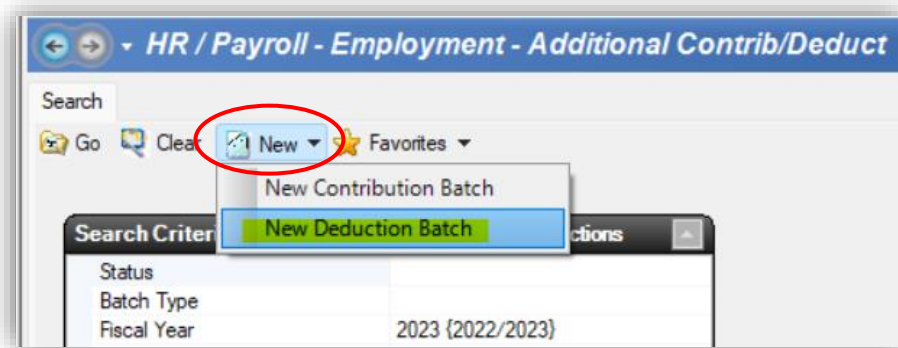 HR / Payroll - Employment - Additional Contrib/Deduct
Search
Go Clear New Favorites
New Contribution Batch
New Deduction Batch
Search Criter ctions
Status
Batch Type
Fiscal Year 2023 {2022/2023}